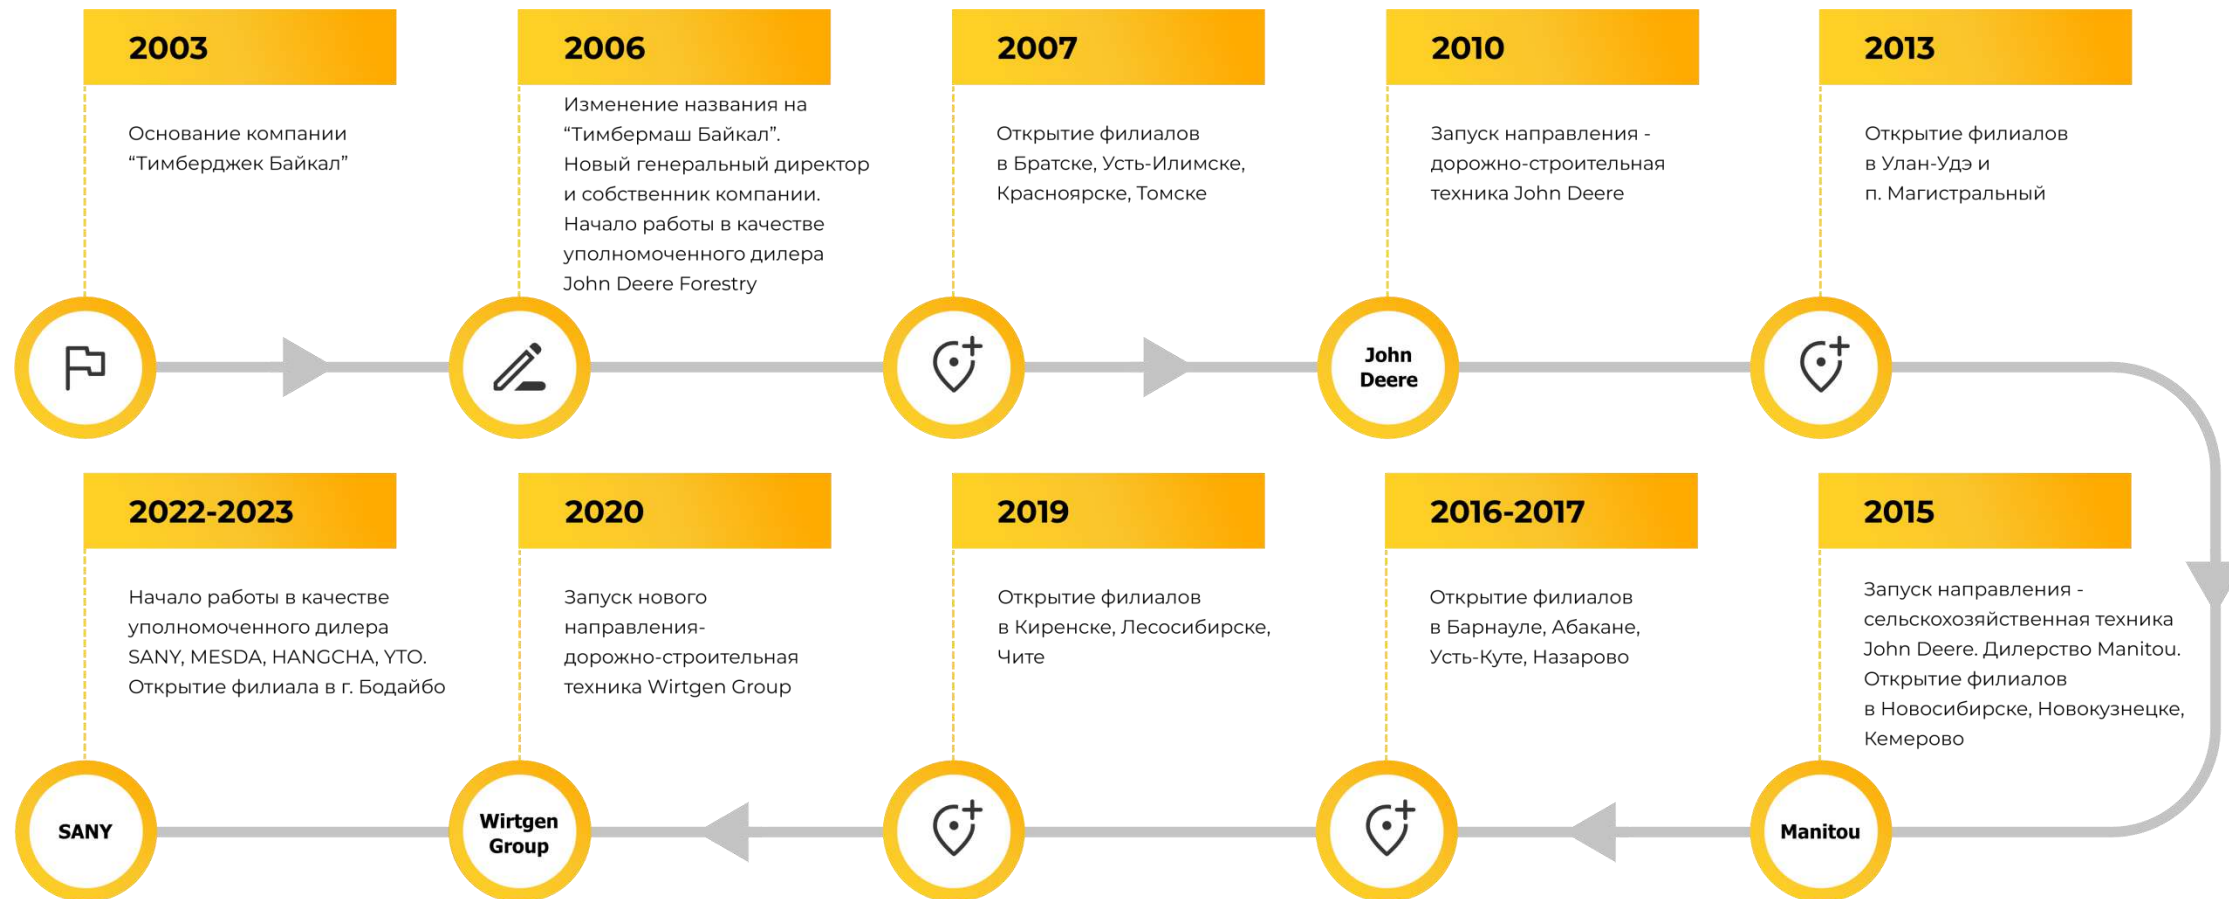 2003
Основание компании
“Тимберджек Байкал”
2006
Изменение названия на
“Тимбермаш Байкал”.
Новый генеральный директор
и собственник компании.
Начало работы в качестве
уполномоченного дилера
John Deere Forestry
2007
Открытие филиалов
в Братске, Усть-Илимске,
Красноярске, Томске
2010
Запуск направления -
дорожно-строительная
техника John Deere
John
Deere
2013
Открытие филиалов
в Улан-Удэ и
п. Магистральный
2015
Запуск направления -
сельскохозяйственная техника
John Deere. Дилерство Manitou.
Открытие филиалов
в Новосибирске, Новокузнецке,
Кемерово
Manitou
2016-2017
Открытие филиалов
в Барнауле, Абакане,
Усть-Куте, Назарово
2019
Открытие филиалов
в Киренске, Лесосибирске,
Чите
2020
Запуск нового
направления-
дорожно-строительная
техника Wirtgen Group
Wirtgen
Group
2022-2023
Начало работы в качестве
уполномоченного дилера
SANY, MESDA, HANGCHA, YTO.
Открытие филиала в г. Бодайбо
SANY